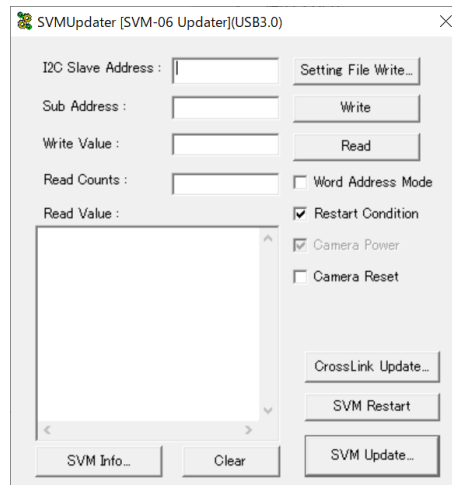 SVMUpdater [SVM-06 Updater](USB3.0)
I2C Slave Address :
Setting File Write...
Sub Address :
Write
Write Value :
Read
Read Counts :
Word Address Mode
Read Value :
Restart Condition
Camera Power
Camera Reset
CrossLink Update...
SVM Restart
SVM Info...
Clear
SVM Update...